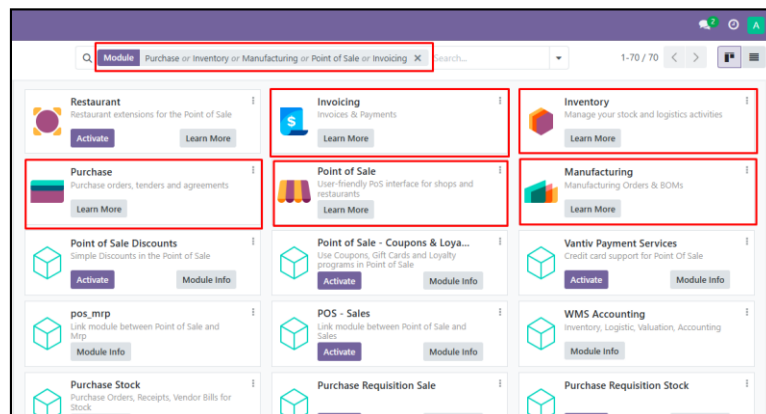 2
A
Module Purchase or Inventory or Manufacturing or Point of Sale or Invoicing × Search...
1-70 / 70
Restaurant
Restaurant extensions for the Point of Sale
Activate Learn More
Invoicing
Invoices & Payments
Learn More
Inventory
Manage your stock and logistics activities
Learn More
Purchase
Purchase orders, tenders and agreements
Learn More
Point of Sale
User-friendly PoS interface for shops and
restaurants
Learn More
Manufacturing
Manufacturing Orders & BOMs
Learn More
Point of Sale Discounts
Simple Discounts in the Point of Sale
Activate Module Info
Point of Sale - Coupons & Loya...
Use Coupons, Gift Cards and Loyalty
programs in Point of Sale
Activate Module Info
Vantiv Payment Services
Credit card support for Point Of Sale
Activate Module Info
pos_mrp
Link module between Point of Sale and
Mrp
Module Info
POS - Sales
Link module between Point of Sale and
Sales
Activate Module Info
WMS Accounting
Inventory, Logistic, Valuation, Accounting
Module Info
Purchase Stock
Purchase Orders, Receipts, Vendor Bills for
Stock
Purchase Requisition Sale
Purchase Requisition Stock